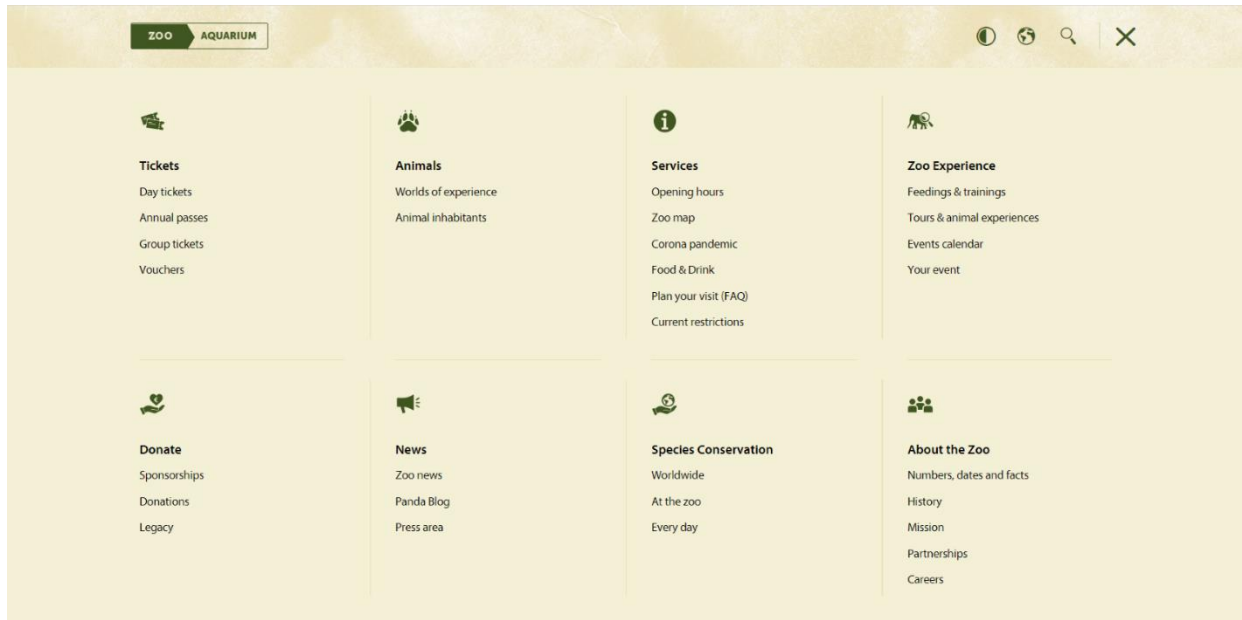 ZOO AQUARIUM
Tickets
Day tickets
Annual passes
Group tickets
Vouchers
Animals
Worlds of experience
Animal inhabitants
Services
Opening hours
Zoo map
Corona pandemic
Food & Drink
Plan your visit (FAQ)
Current restrictions
Zoo Experience
Feedings & trainings
Tours & animal experiences
Events calendar
Your event
Donate
Sponsorships
Donations
Legacy
News
Zoo news
Panda Blog
Press area
Species Conservation
Worldwide
At the zoo
Every day
About the Zoo
Numbers, dates and facts
History
Mission
Partnerships
Careers